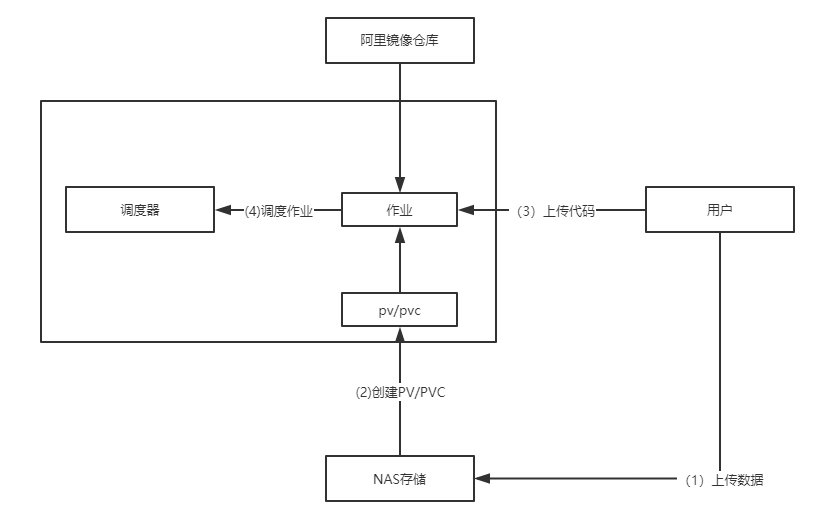 阿里镜像仓库
调度器
(4)调度作业
作业
（3）上传代码
用户
pv/pvc
(2)创建PV/PVC
NAS存储
（1）上传数据